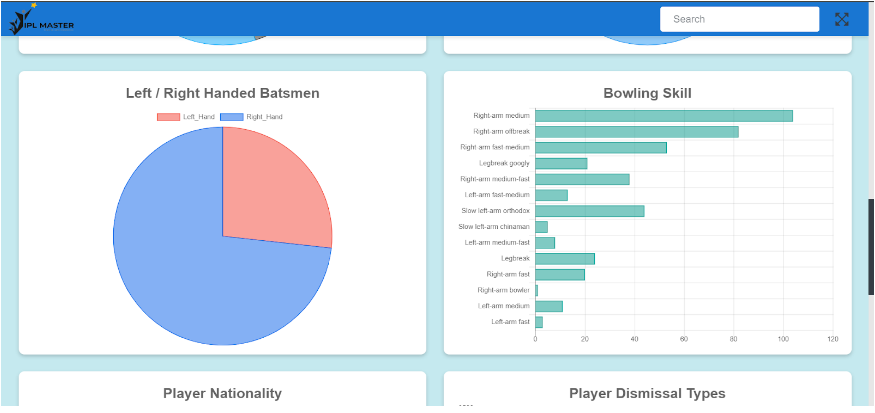 IPL MASTER
Search
Left / Right Handed Batsmen
Left_Hand Right_Hand
Bowling Skill
Right-arm medium
Right-arm offbreak
Right arm fast medium
Legbreak googly
Right-arm medium-fast
Left-arm fast-medium
Slow left-arm orthodox
Slow left-arm chinaman
Left-arm medium-fast
Legbreak
Right-arm fast
Right-arm bowler
Left-arm medium
Left-arm fast
0 20 40 60 80 100 120
Player Nationality
Player Dismissal Types